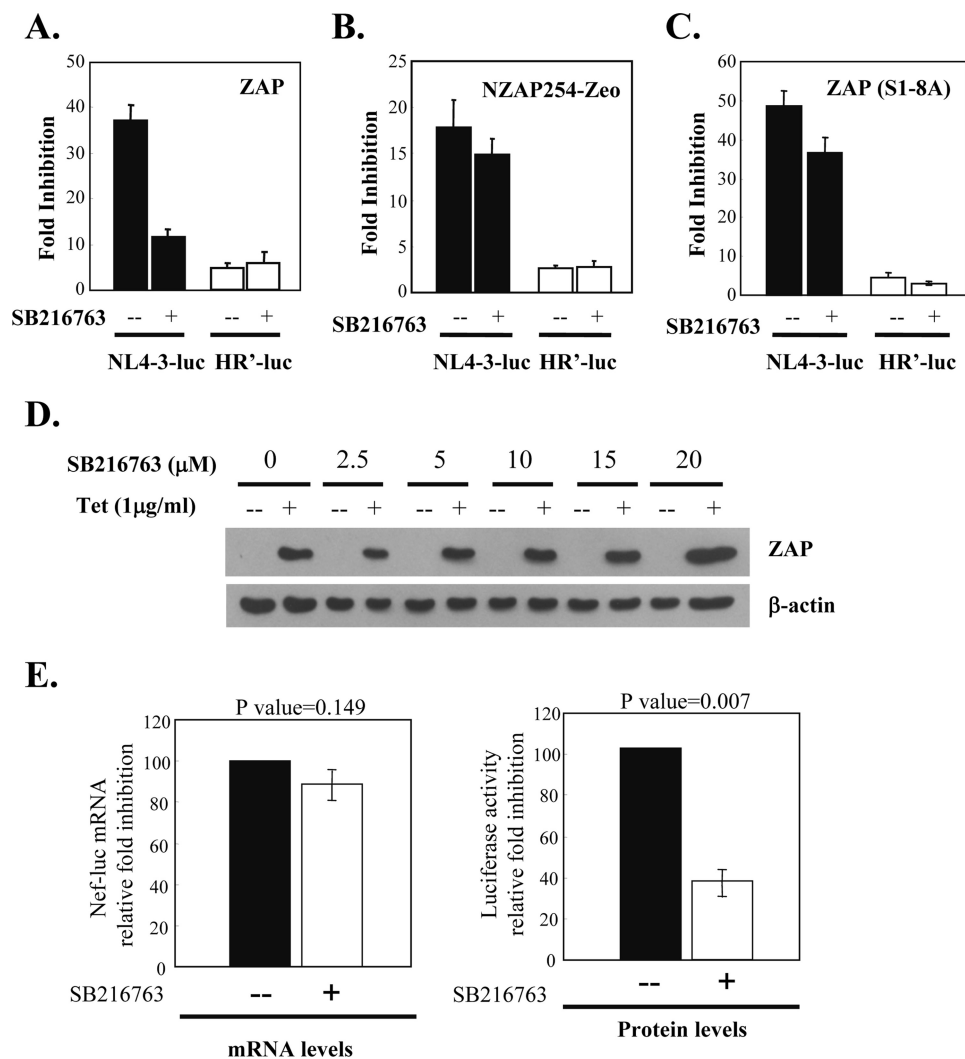 A.
B.
C.
50
40
30
20
10
0
Fold Inhibition
ZAP
SB216763
-- + -- +
NL4-3-luc HR’-luc
25
20
15
10
5
0
Fold Inhibition
NZAP254-Zeo
SB216763
-- + -- +
NL4-3-luc HR’-luc
60
50
40
30
20
10
0
Fold Inhibition
ZAP (S1-8A)
SB216763
-- + -- +
NL4-3-luc HR’-luc
D.
SB216763 (μM) 0 2.5 5 10 15 20
Tet (1μg/ml) -- + -- + -- + -- + -- + -- +
ZAP
β-actin
E.
P value=0.149
120
100
80
60
40
20
0
Nef-luc mRNA
relative fold inhibition
SB216763 -- +
mRNA levels
P value=0.007
120
100
80
60
40
20
0
Luciferase activity
relative fold inhibition
SB216763 -- +
Protein levels